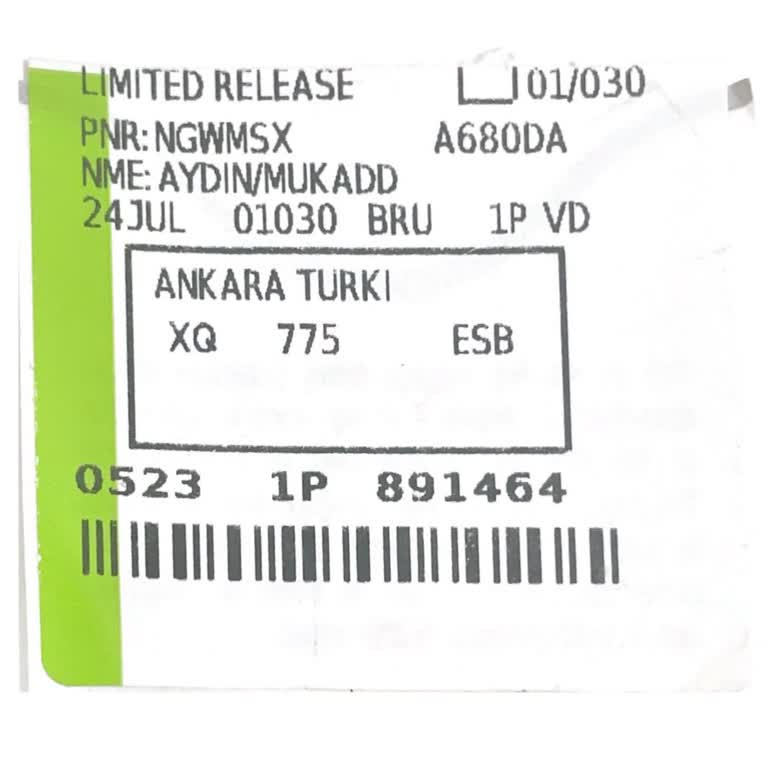 LIMITED RELEASE 01/030
PNR: NGWMSX A680DA
NME: AYDIN/MUKADD
24JUL 01030 BRU 1P VD
ANKARA TURKI
XQ 775 ESB
0523 1P 891464